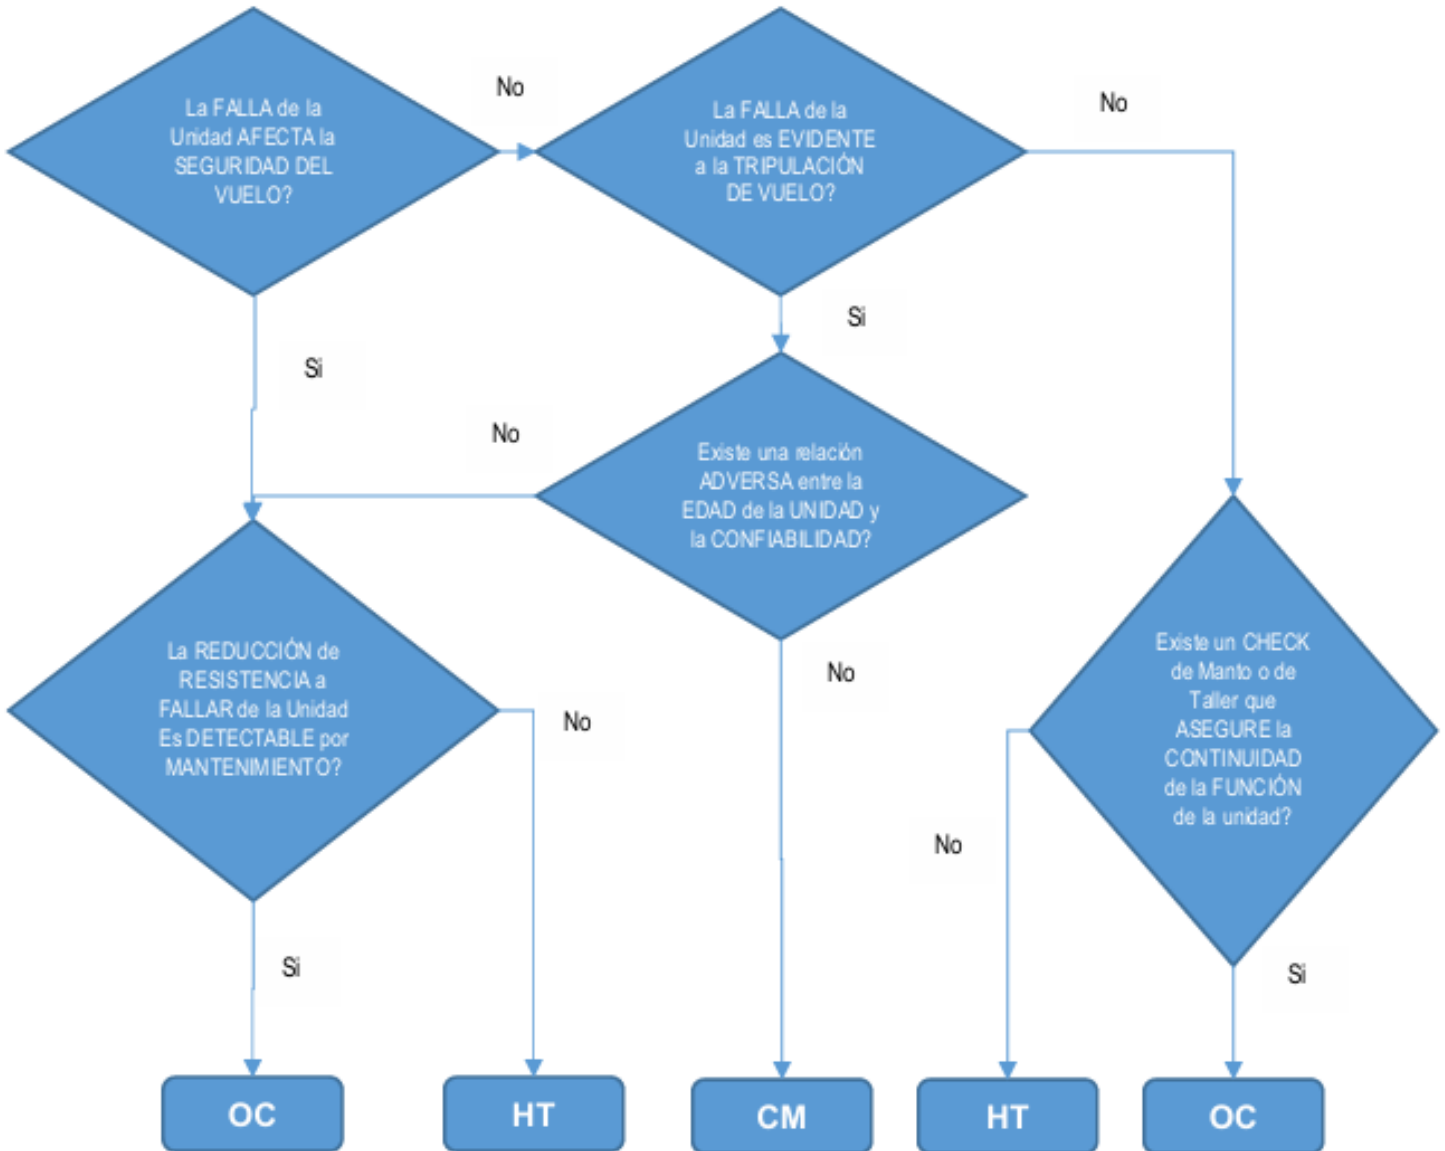 La FALLA de la
Unidad AFECTA la
SEGURIDAD DEL
VUELO?
No
La FALLA de la
Unidad es EVIDENTE
a la TRIPULACIÓN
DE VUELO?
No
Si
Si
No
Existe una relación
ADVERSA entre la
EDAD de la UNIDAD y
la CONFIABILIDAD?
La REDUCCIÓN de
RESISTENCIA a
FALLAR de la Unidad
Es DETECTABLE por
MANTENIMIENTO?
No
No
Existe un CHECK
de Manto o de
Taller que
ASEGURE la
CONTINUIDAD
de la FUNCIÓN
de la unidad?
No
Si
Si
OC
HT
CM
HT
OC